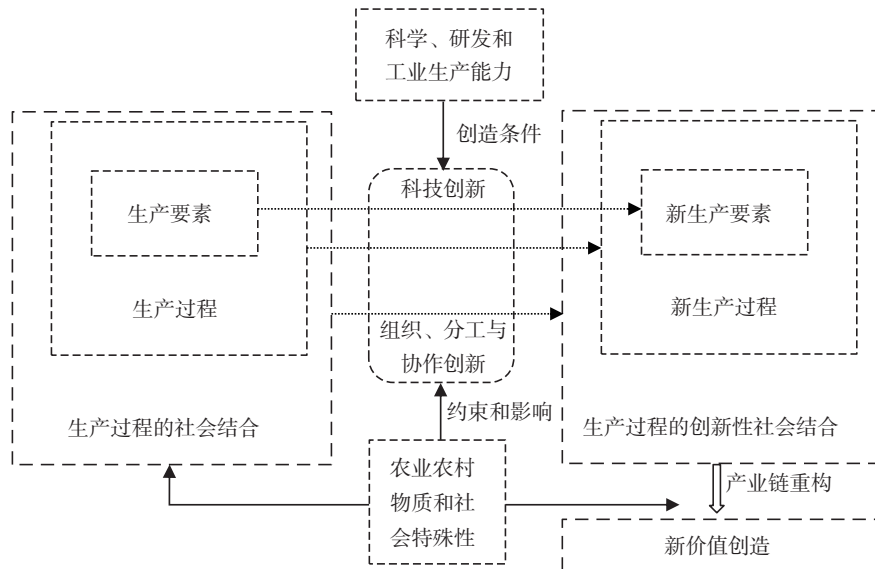 科学、研发和
工业生产能力
创造条件
科技创新
生产要素
新生产要素
生产过程
新生产过程
组织、分工与
协作创新
生产过程的社会结合
约束和影响
生产过程的创新性社会结合
农业农村
物质和社
会特殊性
产业链重构
新价值创造